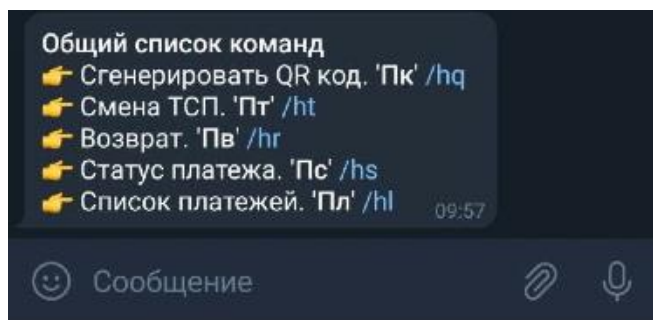 Общий список команд
👉 Сгенерировать QR код. 'Пк' /hq
👉 Смена ТСП. 'Пт' /ht
👉 Возврат. 'Пв' /hr
👉 Статус платежа. 'Пс' /hs
👉 Список платежей. 'Пл' /hl
09:57
Сообщение